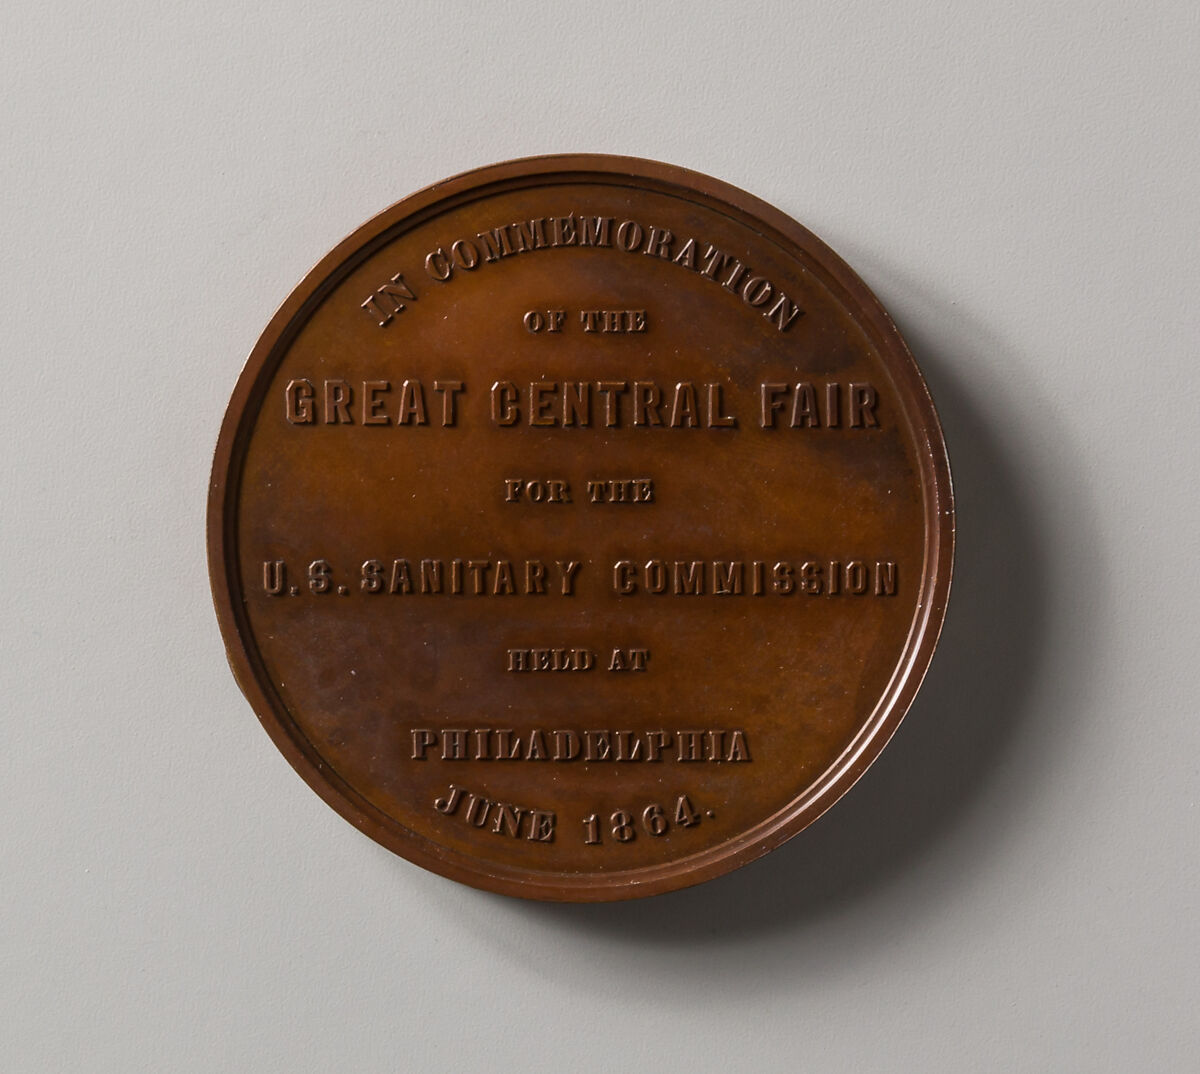 IN COMMEMORATION
OF THE
GREAT CENTRAL FAIR
FOR THE
U.S. SANITARY COMMISSION
HELD AT
PHILADELPHIA
JUNE 1864.